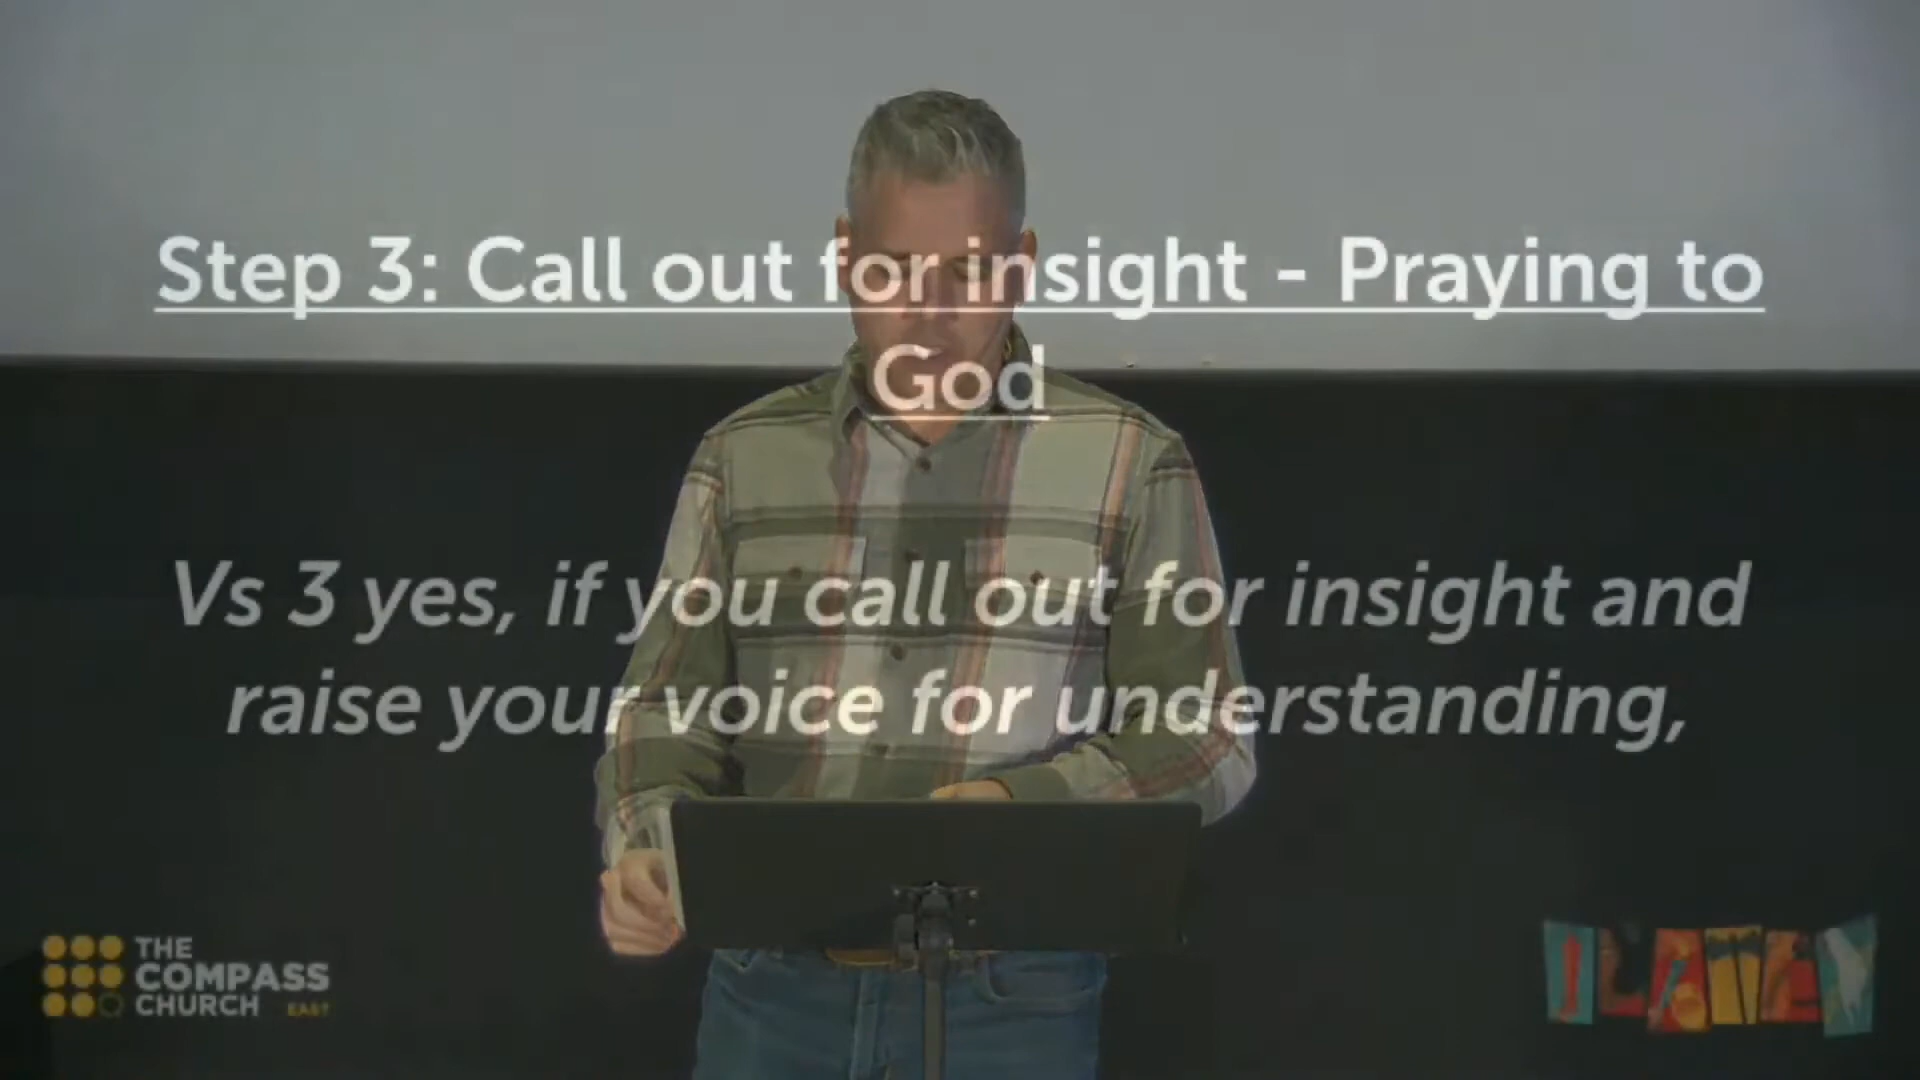 Step 3: Call out for insight - Praying to
God
Vs 3 yes, if you call out for insight and
raise your voice for understanding,
THE
COMPASS
CHURCH EAST